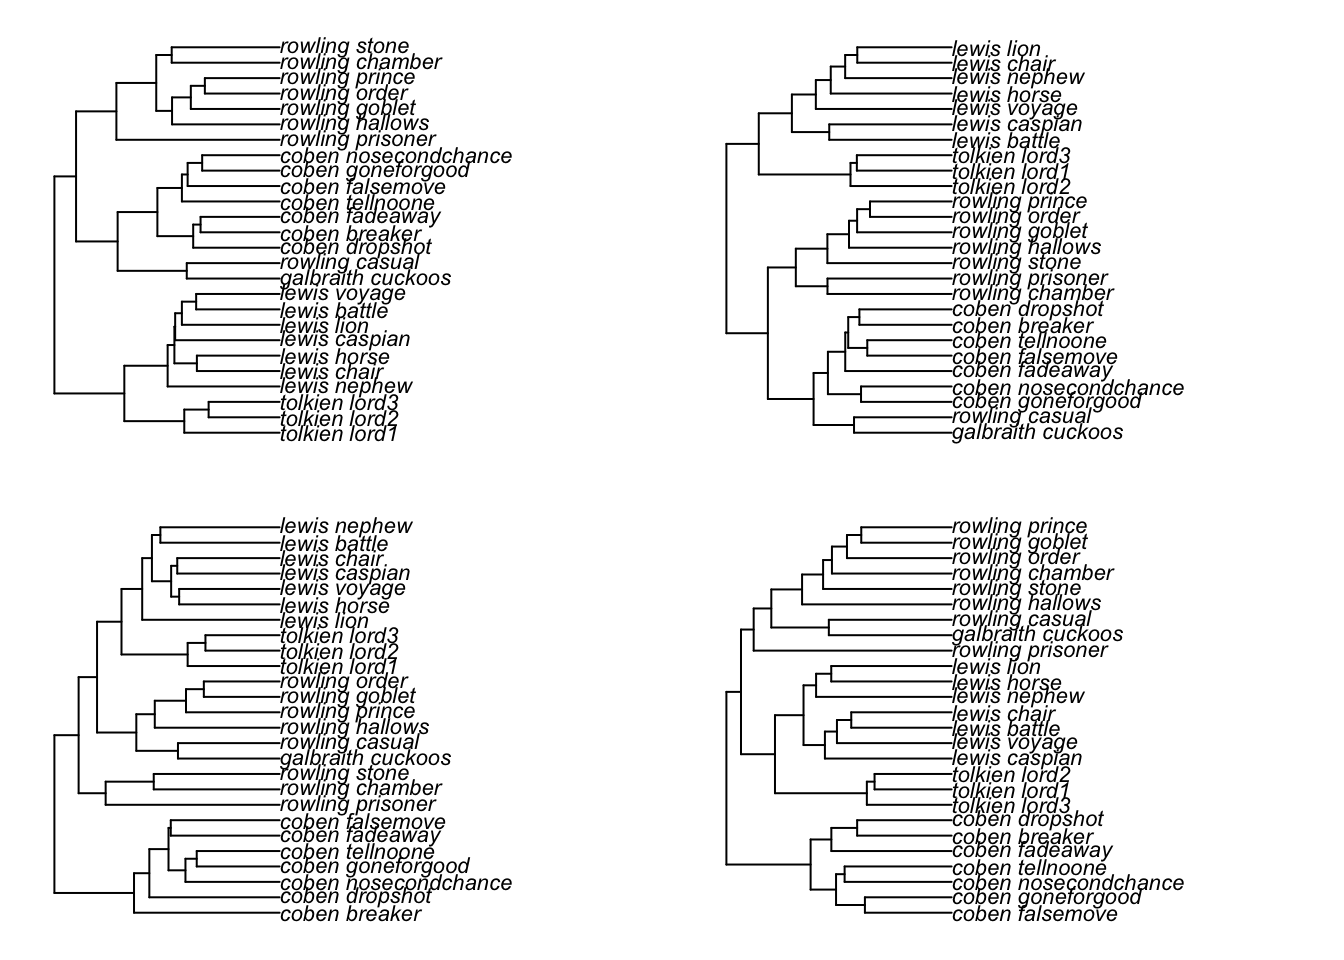 rowling stone
rowling chamber
rowling prince
rowling order
rowling goblet
rowling hallows
rowling prisoner
coben nosecondchance
coben goneforgood
coben falsemove
coben tellnoone
coben fadeaway
coben breaker
coben dropshot
rowling casual
galbraith cuckoos
lewis voyage
lewis battle
lewis lion
lewis caspian
lewis horse
lewis chair
lewis nephew
tolkien lord3
tolkien lord2
tolkien lord1
lewis lion
lewis chair
lewis nephew
lewis horse
lewis voyage
lewis caspian
lewis battle
tolkien lord3
tolkien lord1
tolkien lord2
rowling prince
rowling order
rowling goblet
rowling hallows
rowling stone
rowling prisoner
rowling chamber
coben dropshot
coben breaker
coben tellnoone
coben falsemove
coben fadeaway
coben nosecondchance
coben goneforgood
rowling casual
galbraith cuckoos
lewis nephew
lewis battle
lewis chair
lewis caspian
lewis voyage
lewis horse
lewis lion
tolkien lord3
tolkien lord2
tolkien lord1
rowling order
rowling goblet
rowling prince
rowling hallows
rowling casual
galbraith cuckoos
rowling stone
rowling chamber
rowling prisoner
coben falsemove
coben fadeaway
coben tellnoone
coben goneforgood
coben nosecondchance
coben dropshot
coben breaker
rowling prince
rowling goblet
rowling order
rowling chamber
rowling stone
rowling hallows
rowling casual
galbraith cuckoos
rowling prisoner
lewis lion
lewis horse
lewis nephew
lewis chair
lewis battle
lewis voyage
lewis caspian
tolkien lord2
tolkien lord1
tolkien lord3
coben dropshot
coben breaker
coben fadeaway
coben tellnoone
coben nosecondchance
coben goneforgood
coben falsemove